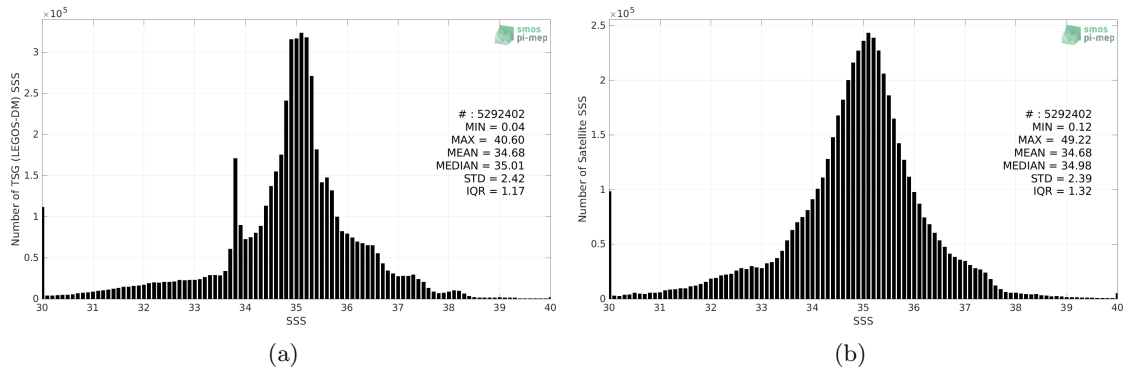 ×10^5
smos
pi-mep
Number of TSG (LEGOS-DM) SSS
3
2.5
2
1.5
1
0.5
0
# : 5292402
MIN = 0.04
MAX = 40.60
MEAN = 34.68
MEDIAN = 35.01
STD = 2.42
IQR = 1.17
30 31 32 33 34 35 36 37 38 39 40
SSS
(a)
×10^5
smos
pi-mep
Number of Satellite SSS
2.5
2
1.5
1
0.5
0
# : 5292402
MIN = 0.12
MAX = 49.22
MEAN = 34.68
MEDIAN = 34.98
STD = 2.39
IQR = 1.32
30 31 32 33 34 35 36 37 38 39 40
SSS
(b)